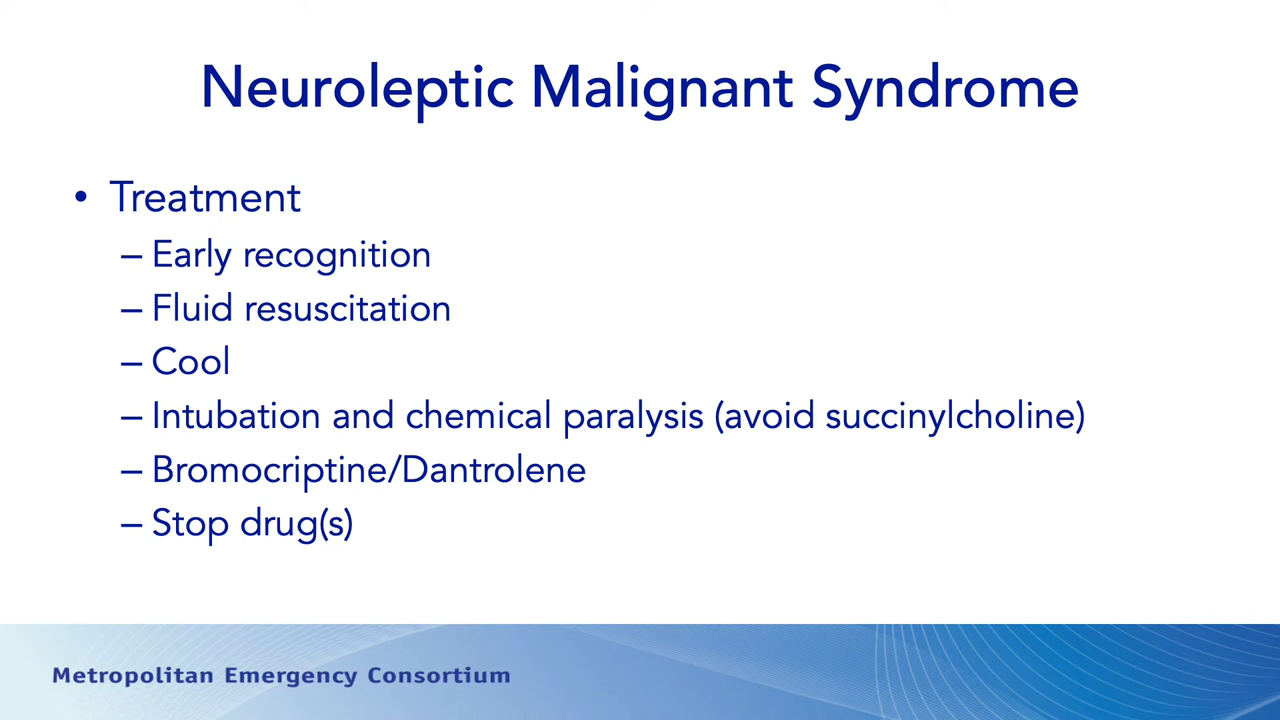 Neuroleptic Malignant Syndrome
• Treatment
– Early recognition
– Fluid resuscitation
– Cool
– Intubation and chemical paralysis (avoid succinylcholine)
– Bromocriptine/Dantrolene
– Stop drug(s)
Metropolitan Emergency Consortium